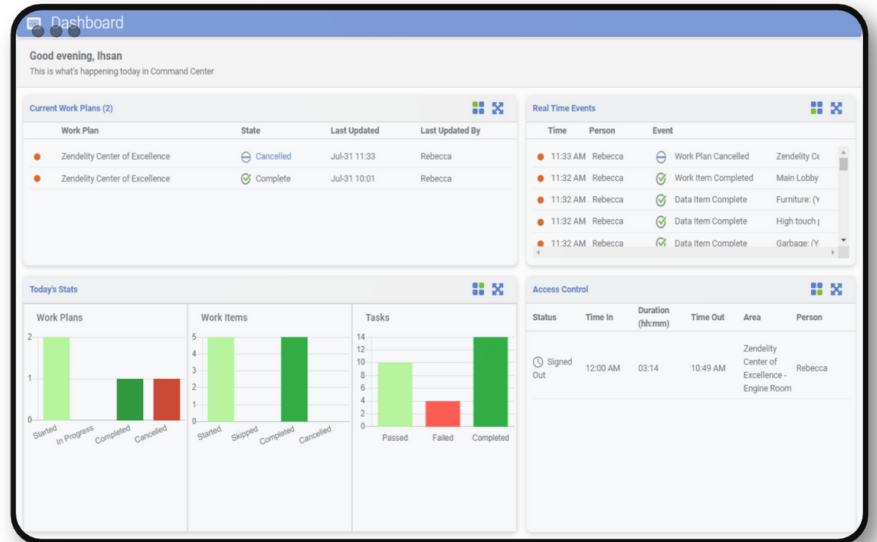 Dashboard
Good evening, Ihsan
This is what's happening today in Command Center
Current Work Plans (2)
Work Plan State Last Updated Last Updated By
Zendelity Center of Excellence Cancelled Jul-31 11:33 Rebecca
Zendelity Center of Excellence Complete Jul-31 10:01 Rebecca
Real Time Events
Time Person Event
11:33 AM Rebecca Work Plan Cancelled Zendelity Ce
11:32 AM Rebecca Work Item Completed Main Lobby
11:32 AM Rebecca Data Item Complete Furniture: (Y
11:32 AM Rebecca Data Item Complete High touch p
11:32 AM Rebecca Data Item Complete Garbage: (Y
Today's Stats
Work Plans
2
1
0
Started In Progress Completed Cancelled
Work Items
5
4
3
2
1
0
Started Skipped Completed Cancelled
Tasks
14
12
10
8
6
4
2
0
Passed Failed Completed
Access Control
Status Time In Duration (hh:mm) Time Out Area Person
Signed Out 12:00 AM 03:14 10:49 AM Zendelity Center of Excellence - Engine Room Rebecca